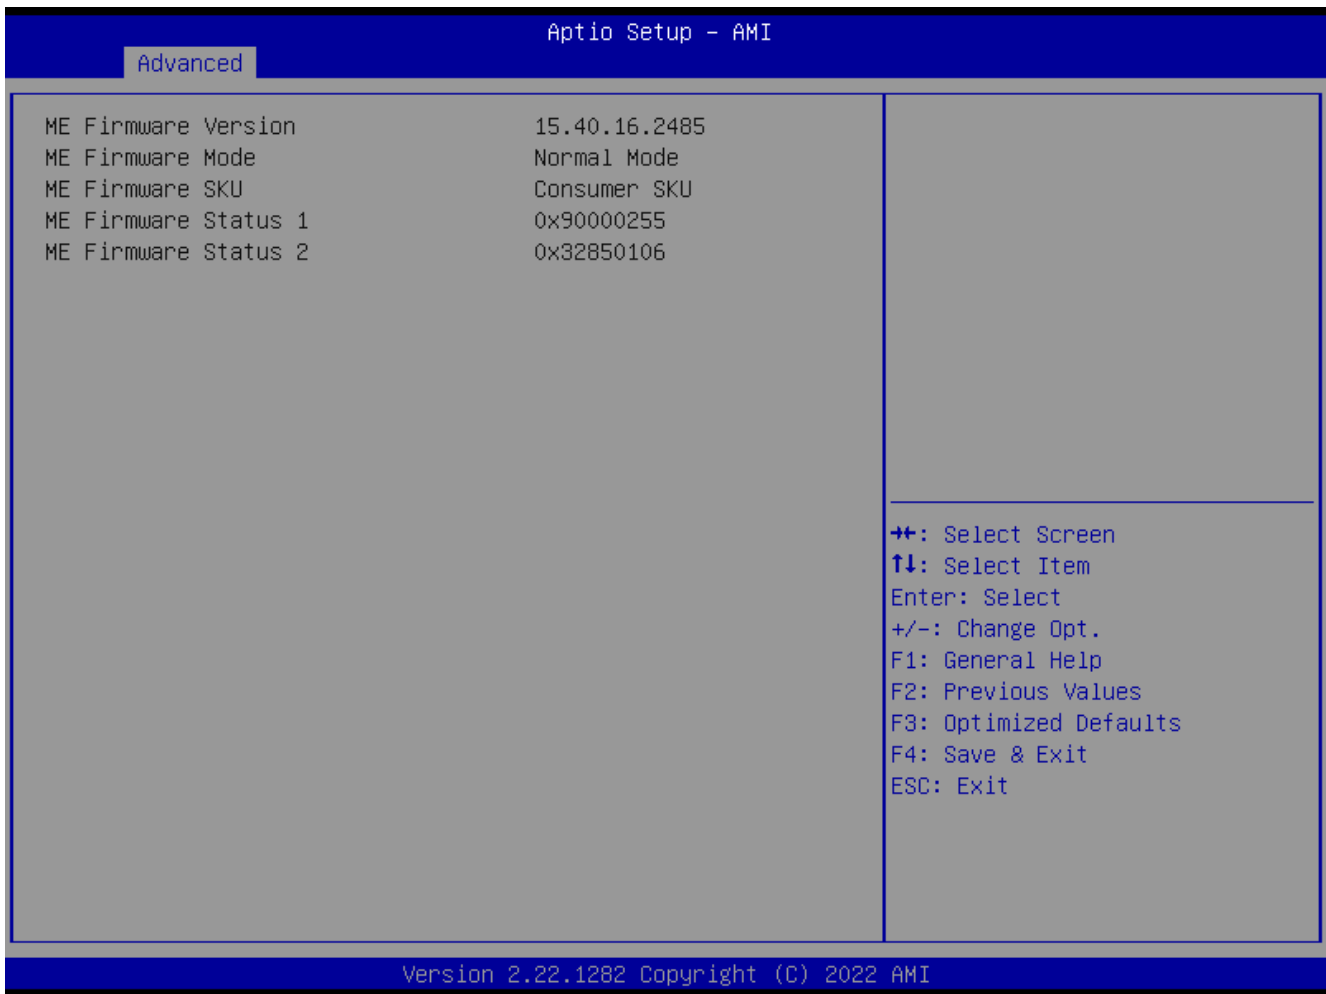 Aptio Setup – AMI
Advanced
ME Firmware Version 15.40.16.2485
ME Firmware Mode Normal Mode
ME Firmware SKU Consumer SKU
ME Firmware Status 1 0x90000255
ME Firmware Status 2 0x32850106
→←: Select Screen
↑↓: Select Item
Enter: Select
+/-: Change Opt.
F1: General Help
F2: Previous Values
F3: Optimized Defaults
F4: Save & Exit
ESC: Exit
Version 2.22.1282 Copyright (C) 2022 AMI